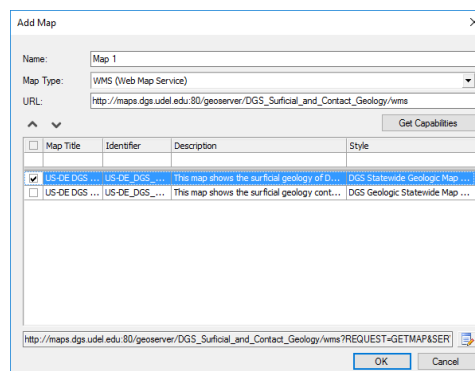 Add Map
Name: Map 1
Map Type: WMS (Web Map Service)
URL: http://maps.dgs.udel.edu:80/geoserver/DGS_Surficial_and_Contact_Geology/wms
Get Capabilities
Map Title Identifier Description Style
US-DE DGS ... US-DE_DGS_... This map shows the surficial geology of D... DGS Statewide Geologic Map ...
US-DE DGS ... US-DE_DGS_... This map shows the surficial geology cont... DGS Geologic Statewide Map ...
http://maps.dgs.udel.edu:80/geoserver/DGS_Surficial_and_Contact_Geology/wms?REQUEST=GETMAP&SER
OK Cancel